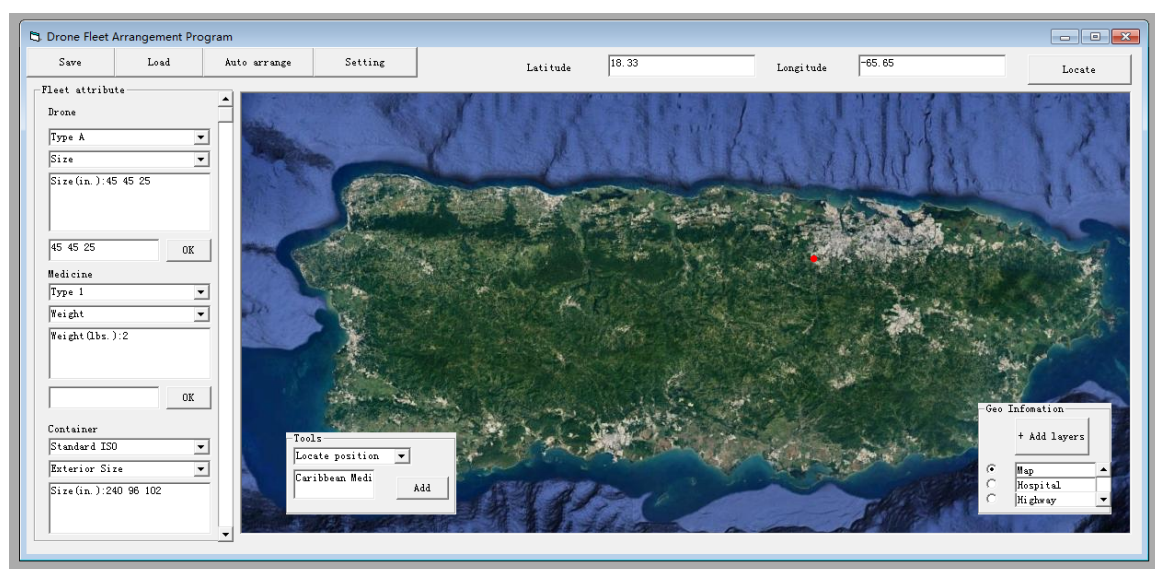 Drone Fleet Arrangement Program
Save Load Auto arrange Setting
Latitude 18.33 Longitude -65.65 Locate
Fleet attribute
Drone
Type A
Size
Size(in.):45 45 25
45 45 25 OK
Medicine
Type 1
Weight
Weight(lbs.):2
OK
Container
Standard ISO
Exterior Size
Size(in.):240 96 102
Tools
Locate position
Caribbean Medi
Add
Geo Infomation
+ Add layers
Map
Hospital
Highway